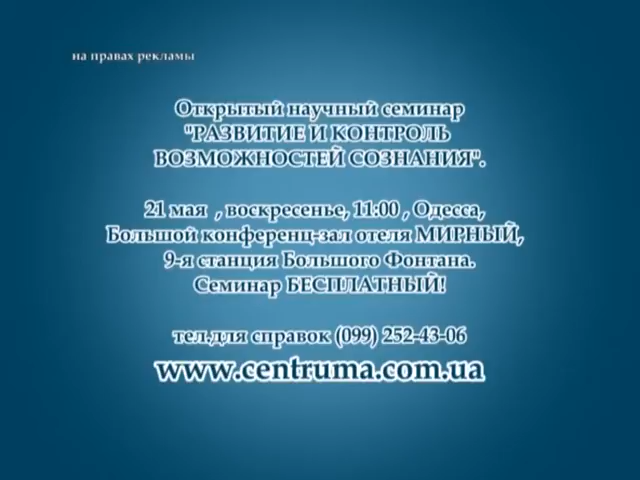 на правах рекламы
Открытый научный семинар
"РАЗВИТИЕ И КОНТРОЛЬ
ВОЗМОЖНОСТЕЙ СОЗНАНИЯ".
21 мая , воскресенье, 11:00 , Одесса,
Большой конференц-зал отеля МИРНЫЙ,
9-я станция Большого Фонтана.
Семинар БЕСПЛАТНЫЙ!
тел.для справок (099) 252-43-06
www.centruma.com.ua